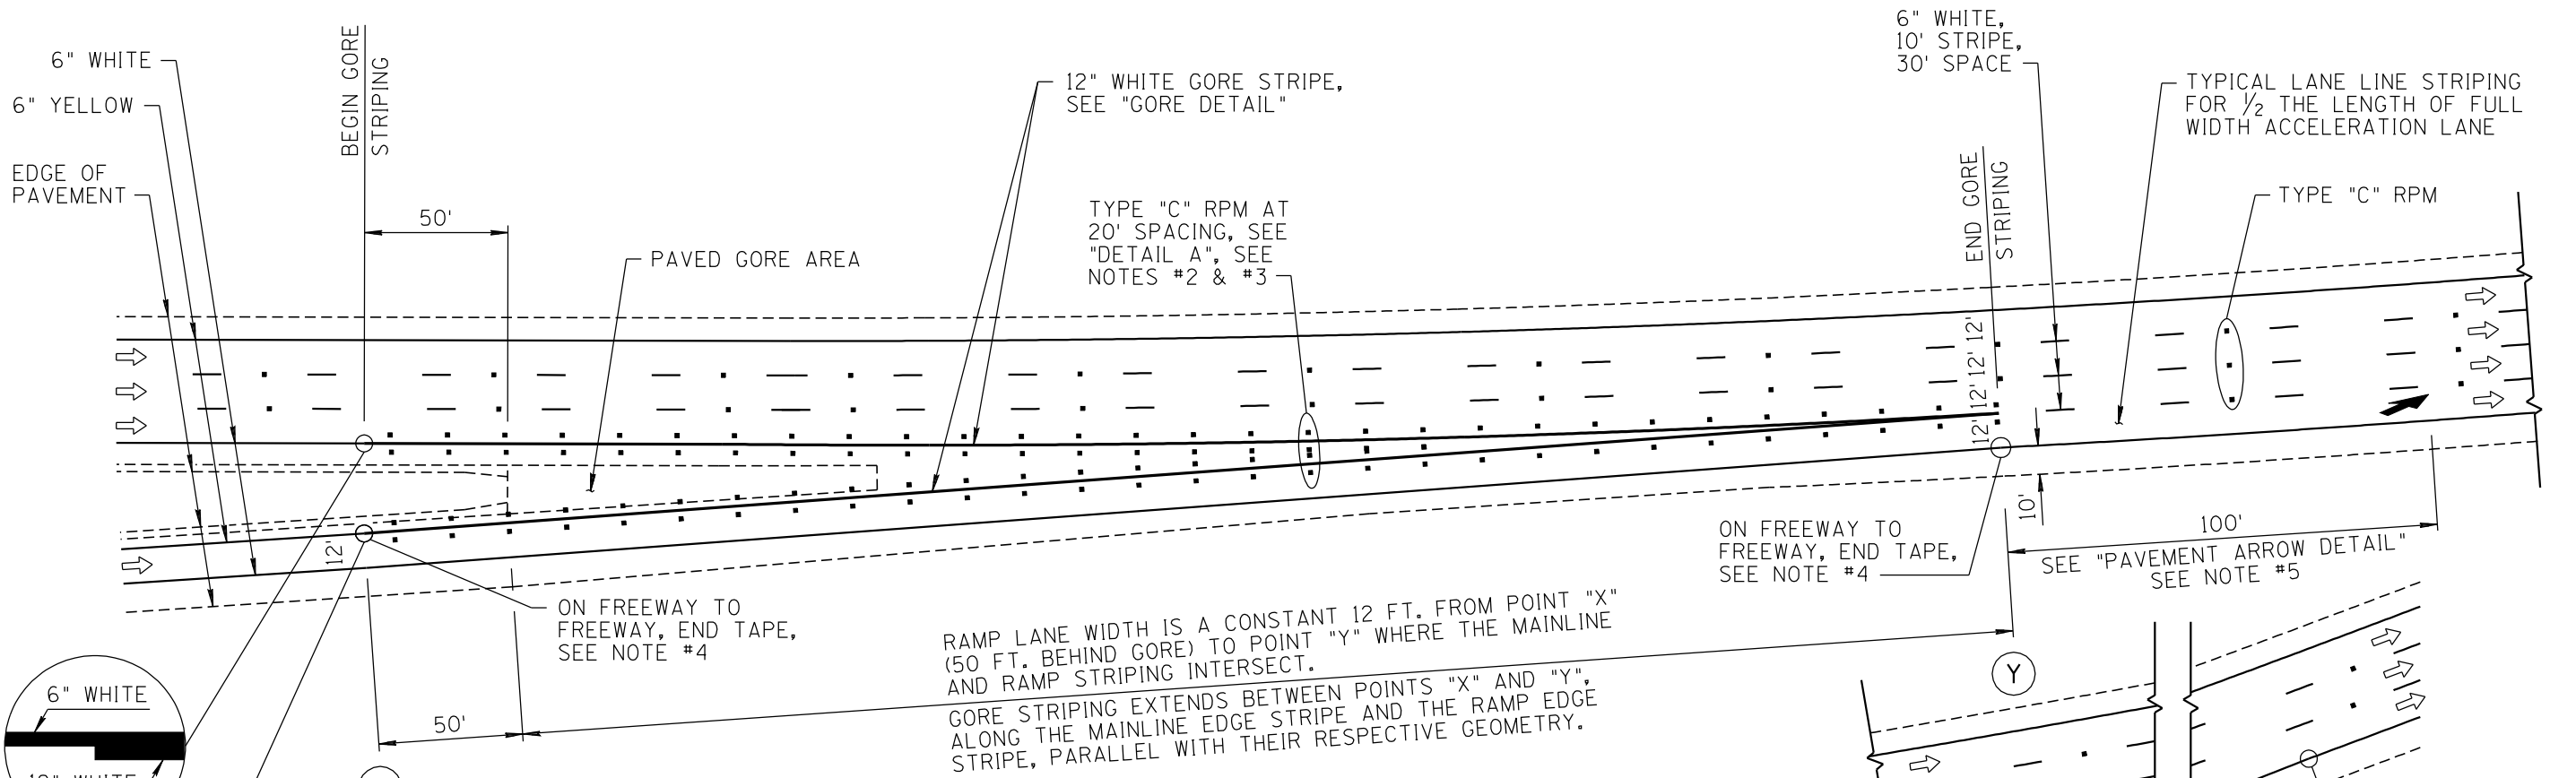 6" WHITE
6" YELLOW
EDGE OF
PAVEMENT
BEGIN GORE
STRIPING
50'
PAVED GORE AREA
12" WHITE GORE STRIPE,
SEE "GORE DETAIL"
TYPE "C" RPM AT
20' SPACING, SEE
"DETAIL A", SEE
NOTES #2 & #3
6" WHITE,
10' STRIPE,
30' SPACE
END GORE
STRIPING
TYPICAL LANE LINE STRIPING
FOR 1/2 THE LENGTH OF FULL
WIDTH ACCELERATION LANE
TYPE "C" RPM
12'
12'
12'
12'
12'
10'
12'
ON FREEWAY TO
FREEWAY, END TAPE,
SEE NOTE #4
ON FREEWAY TO
FREEWAY, END TAPE,
SEE NOTE #4
100'
SEE "PAVEMENT ARROW DETAIL"
SEE NOTE #5
RAMP LANE WIDTH IS A CONSTANT 12 FT. FROM POINT "X"
(50 FT. BEHIND GORE) TO POINT "Y" WHERE THE MAINLINE
AND RAMP STRIPING INTERSECT.
GORE STRIPING EXTENDS BETWEEN POINTS "X" AND "Y",
ALONG THE MAINLINE EDGE STRIPE AND THE RAMP EDGE
STRIPE, PARALLEL WITH THEIR RESPECTIVE GEOMETRY.
50'
Y
6" WHITE
WHITE